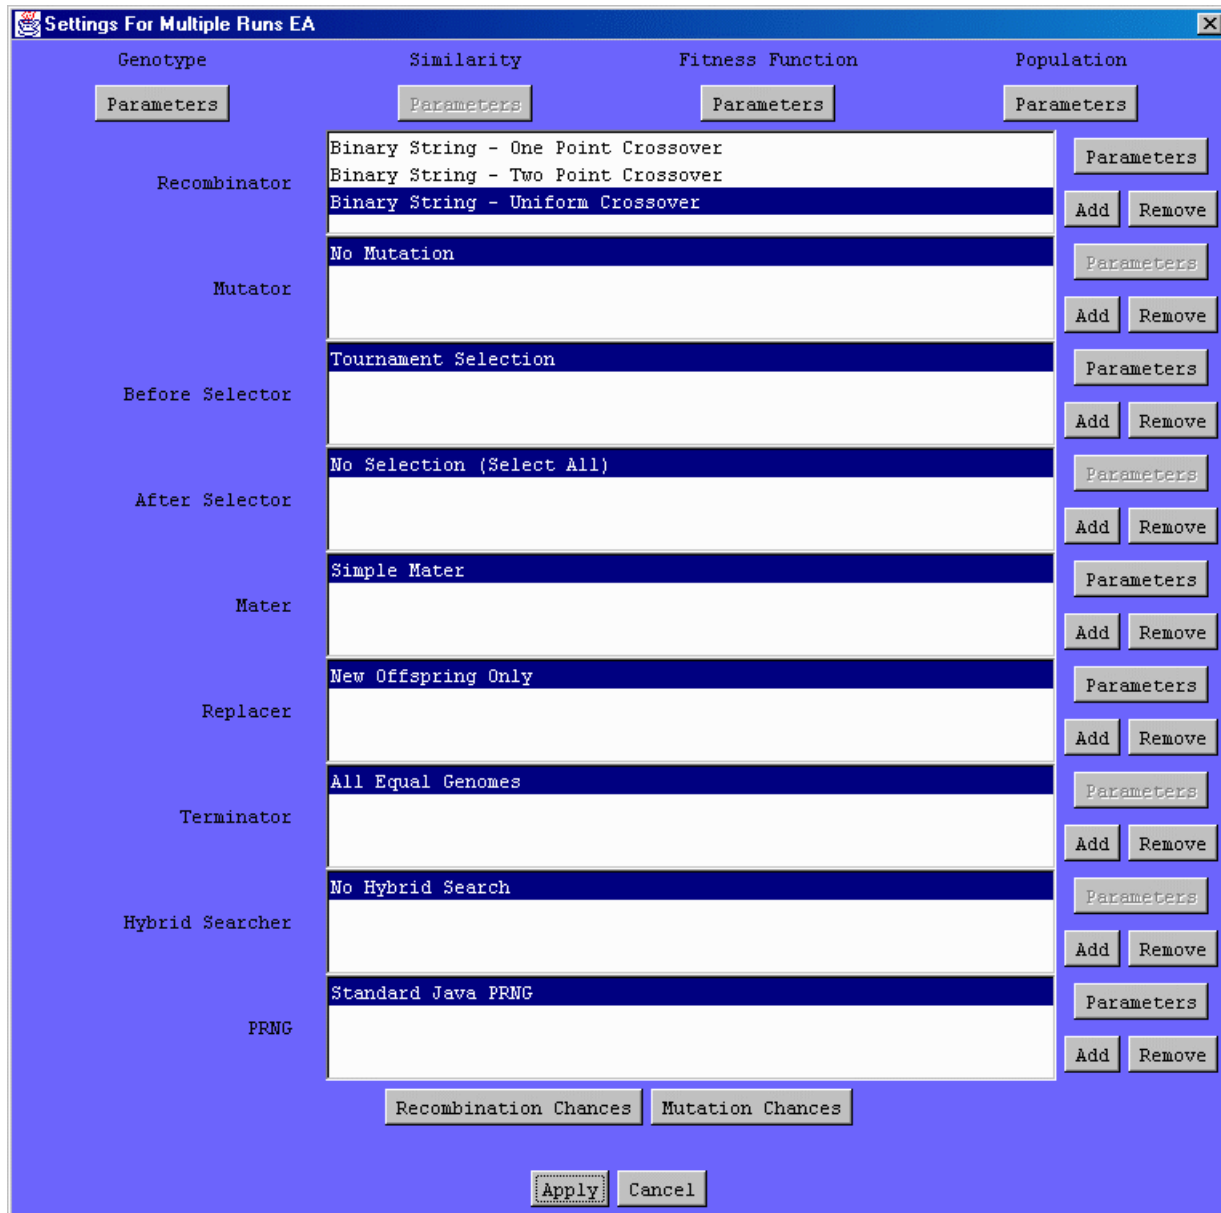 Settings For Multiple Runs EA
Genotype Similarity Fitness Function Population
Parameters Parameters Parameters Parameters
Recombinator
Binary String - One Point Crossover
Binary String - Two Point Crossover
Binary String - Uniform Crossover
Parameters
Add Remove
Mutator
No Mutation
Parameters
Add Remove
Before Selector
Tournament Selection
Parameters
Add Remove
After Selector
No Selection (Select All)
Parameters
Add Remove
Mater
Simple Mater
Parameters
Add Remove
Replacer
New Offspring Only
Parameters
Add Remove
Terminator
All Equal Genomes
Parameters
Add Remove
Hybrid Searcher
No Hybrid Search
Parameters
Add Remove
PRNG
Standard Java PRNG
Parameters
Add Remove
Recombination Chances Mutation Chances
Apply Cancel